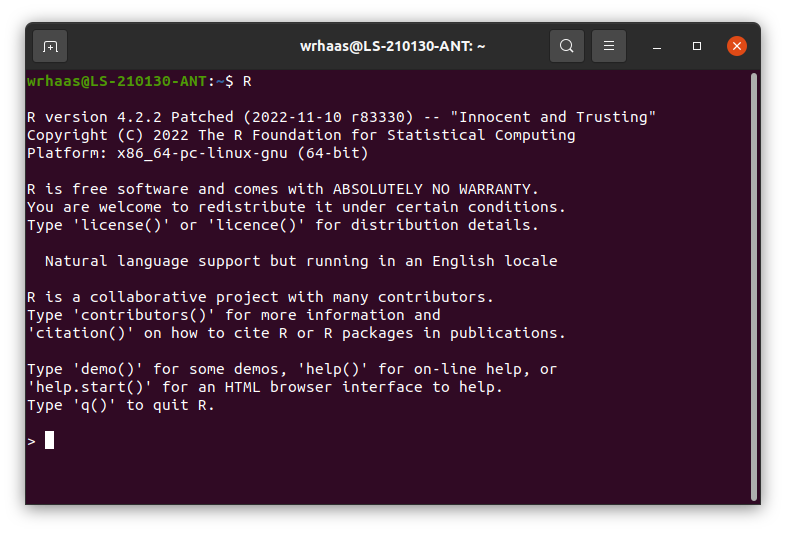 wrhaas@LS-210130-ANT: ~
wrhaas@LS-210130-ANT:~$ R
R version 4.2.2 Patched (2022-11-10 r83330) -- "Innocent and Trusting"
Copyright (C) 2022 The R Foundation for Statistical Computing
Platform: x86_64-pc-linux-gnu (64-bit)
R is free software and comes with ABSOLUTELY NO WARRANTY.
You are welcome to redistribute it under certain conditions.
Type 'license()' or 'licence()' for distribution details.
Natural language support but running in an English locale
R is a collaborative project with many contributors.
Type 'contributors()' for more information and
'citation()' on how to cite R or R packages in publications.
Type 'demo()' for some demos, 'help()' for on-line help, or
'help.start()' for an HTML browser interface to help.
Type 'q()' to quit R.
>